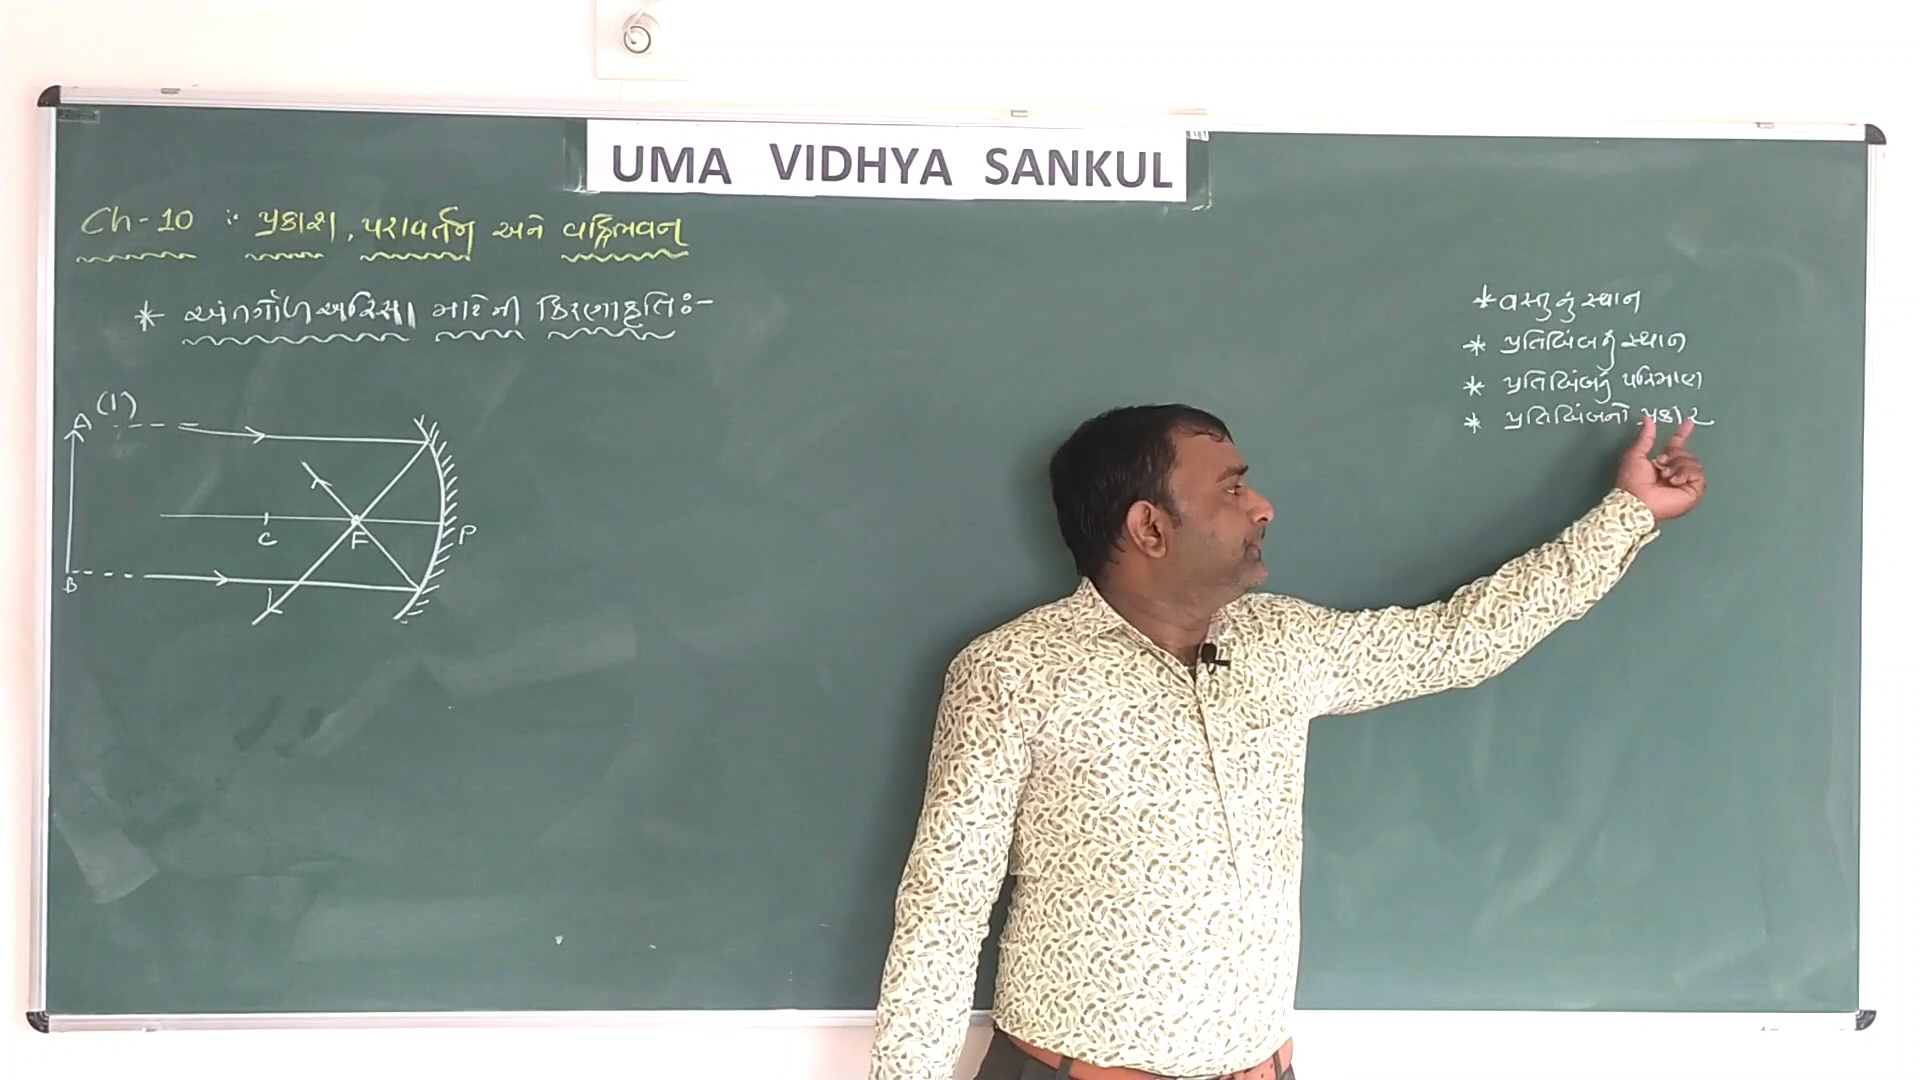 UMA VIDHYA SANKUL
Ch-10 :- પ્રકાશ, પરાવર્તન અને વક્રીભવન
* અંતર્ગોળ અરિસા માટેની કિરણાકૃતિઃ-
* વસ્તુનું સ્થાન
* પ્રતિબિંબનું સ્થાન
* પ્રતિબિંબનું પરિમાણ
* પ્રતિબિંબનો પ્રકાર
(1)
A
C
F
P
B